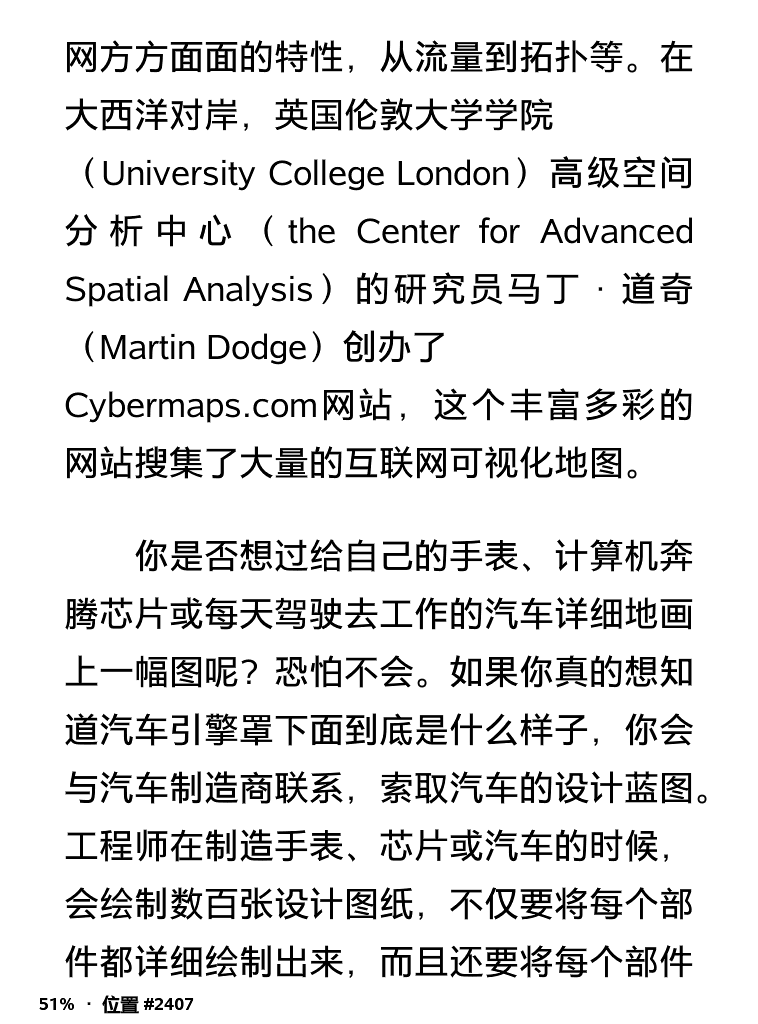 网方方面面的特性，从流量到拓扑等。在
大西洋对岸，英国伦敦大学学院
（University College London）高级空间
分析中心（the Center for Advanced
Spatial Analysis）的研究员马丁·道奇
（Martin Dodge）创办了
Cybermaps.com网站，这个丰富多彩的
网站搜集了大量的互联网可视化地图。
你是否想过给自己的手表、计算机奔
腾芯片或每天驾驶去工作的汽车详细地画
上一幅图呢？恐怕不会。如果你真的想知
道汽车引擎罩下面到底是什么样子，你会
与汽车制造商联系，索取汽车的设计蓝图。
工程师在制造手表、芯片或汽车的时候，
会绘制数百张设计图纸，不仅要将每个部
件都详细绘制出来，而且还要将每个部件
51% · 位置 #2407